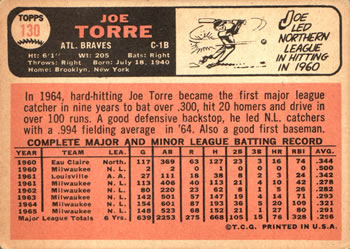 TOPPS
130
JOE
TORRE
ATL. BRAVES C-1B
Ht: 6'1" Wt: 205 Bats: Right
Throws: Right Born: July 18, 1940
Home: Brooklyn, New York
JOE
LED
NORTHERN
LEAGUE
IN HITTING
IN 1960
In 1964, hard-hitting Joe Torre became the first major league
catcher in nine years to bat over .300, hit 20 homers and drive in
over 100 runs. A good defensive backstop, he led N.L. catchers
with a .994 fielding average in '64. Also a good first baseman.
COMPLETE MAJOR AND MINOR LEAGUE BATTING RECORD
YEAR TEAM LEA. G AB R H 2B 3B HR RBI AVG.
1960 Eau Claire North. 117 369 63 74 .344
1960 Milwaukee N.L. 2 2 0 1 0 0 0 0 .500
1961 Louisville A.A. 27 111 18 38 24 .342
1961 Milwaukee N.L. 113 406 40 113 21 4 10 42 .278
1962 Milwaukee N.L. 80 220 23 62 8 1 5 26 .282
1963 Milwaukee N.L. 142 501 57 147 19 4 14 71 .293
1964 Milwaukee N.L. 154 601 87 193 36 5 20 109 .321
1965 Milwaukee N.L. 148 523 68 152 21 1 27 80 .291
Major League Totals 6 Yrs. 639 2253 275 668 105 15 76
©T.C.G. PRINTED IN U.S.A.